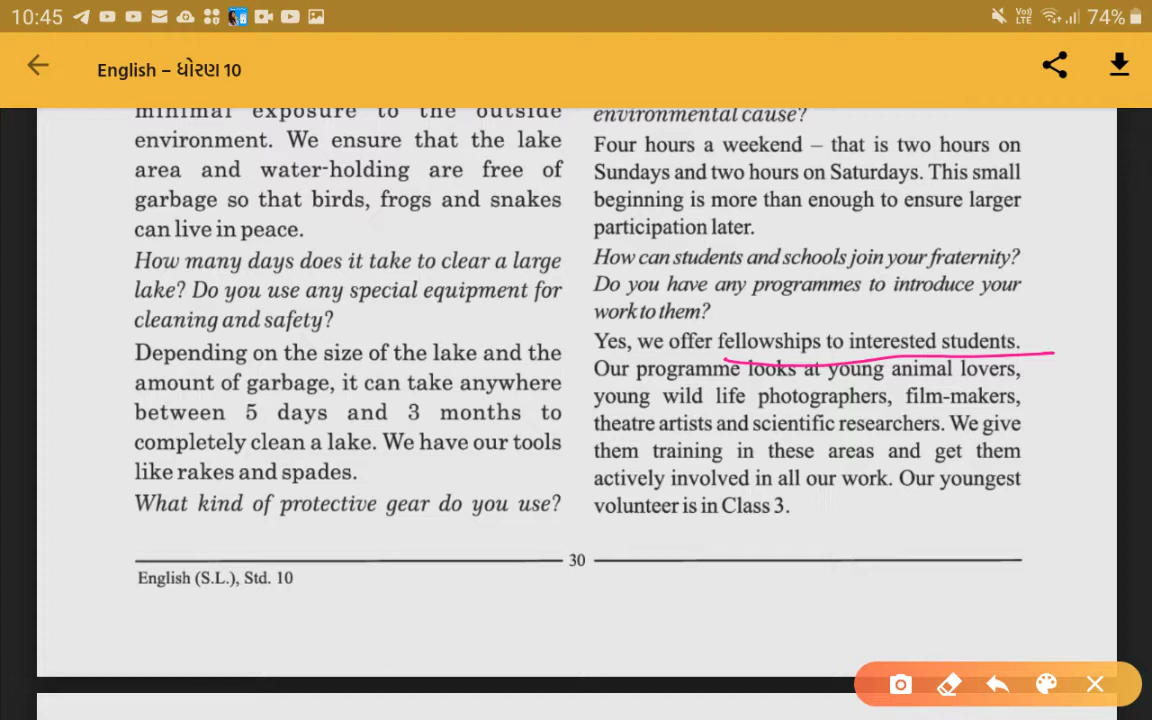 10:45
74%
English – ધોરણ 10
minimal exposure to the outside
environment. We ensure that the lake
area and water-holding are free of
garbage so that birds, frogs and snakes
can live in peace.
How many days does it take to clear a large
lake? Do you use any special equipment for
cleaning and safety?
Depending on the size of the lake and the
amount of garbage, it can take anywhere
between 5 days and 3 months to
completely clean a lake. We have our tools
like rakes and spades.
What kind of protective gear do you use?
environmental cause?
Four hours a weekend – that is two hours on
Sundays and two hours on Saturdays. This small
beginning is more than enough to ensure larger
participation later.
How can students and schools join your fraternity?
Do you have any programmes to introduce your
work to them?
Yes, we offer fellowships to interested students.
Our programme looks at young animal lovers,
young wild life photographers, film-makers,
theatre artists and scientific researchers. We give
them training in these areas and get them
actively involved in all our work. Our youngest
volunteer is in Class 3.
30
English (S.L.), Std. 10